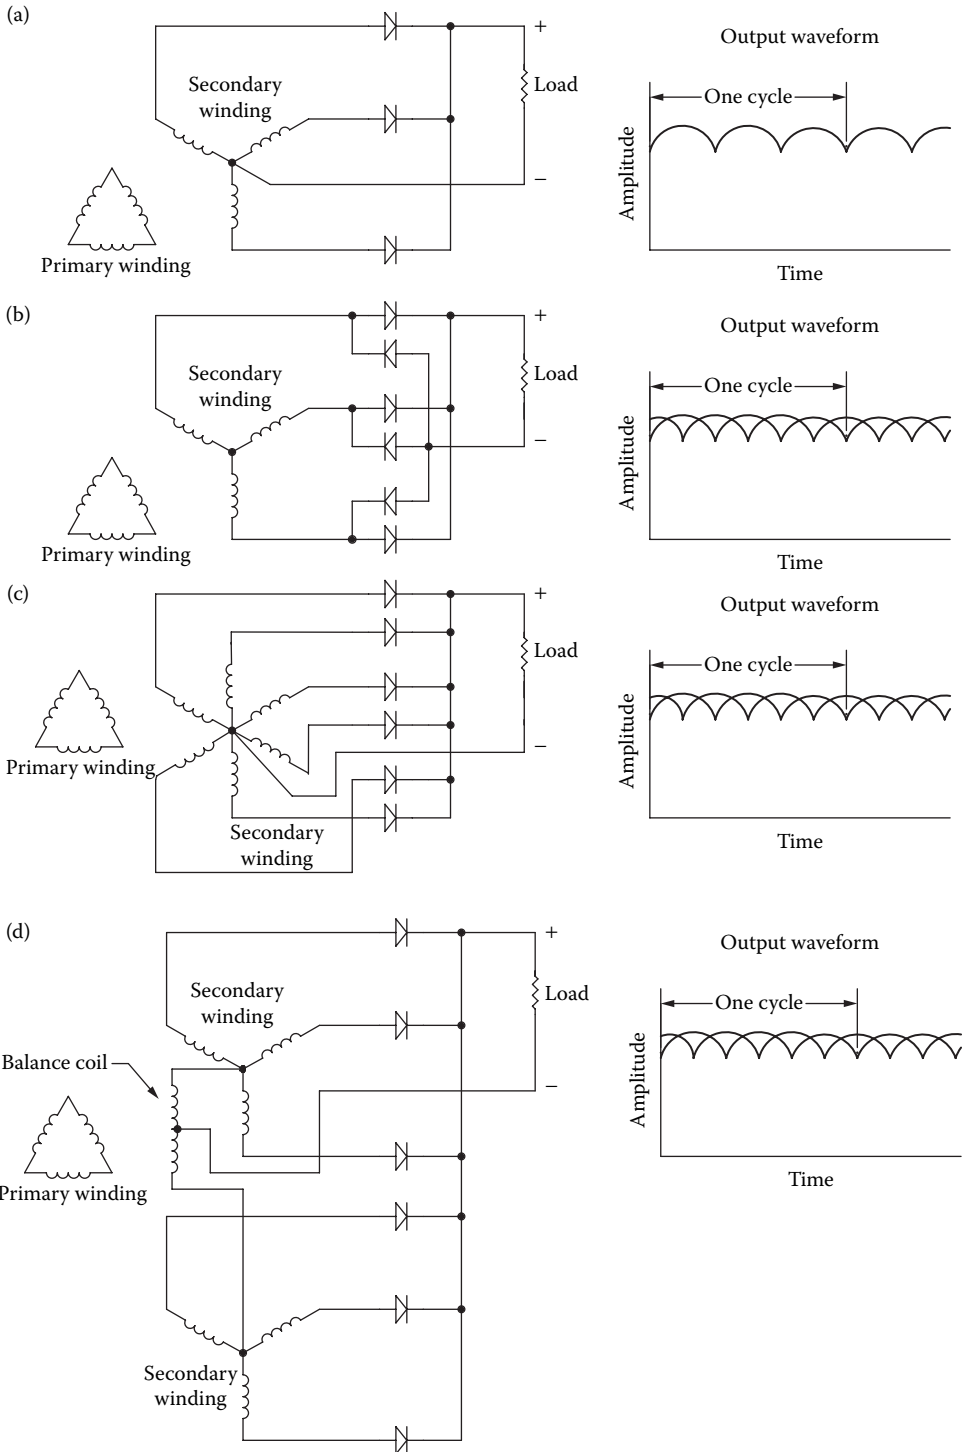 (a)
Output waveform
+
Secondary
winding
Load
One cycle
Amplitude
−
Primary winding
Time
(b)
+
Output waveform
Secondary
winding
Load
One cycle
Amplitude
−
Primary winding
Time
(c)
+
Output waveform
Load
One cycle
Amplitude
−
Primary winding
Secondary
winding
Time
(d)
+
Output waveform
Secondary
winding
Load
One cycle
Balance coil
Amplitude
−
Primary winding
Time
Secondary
winding